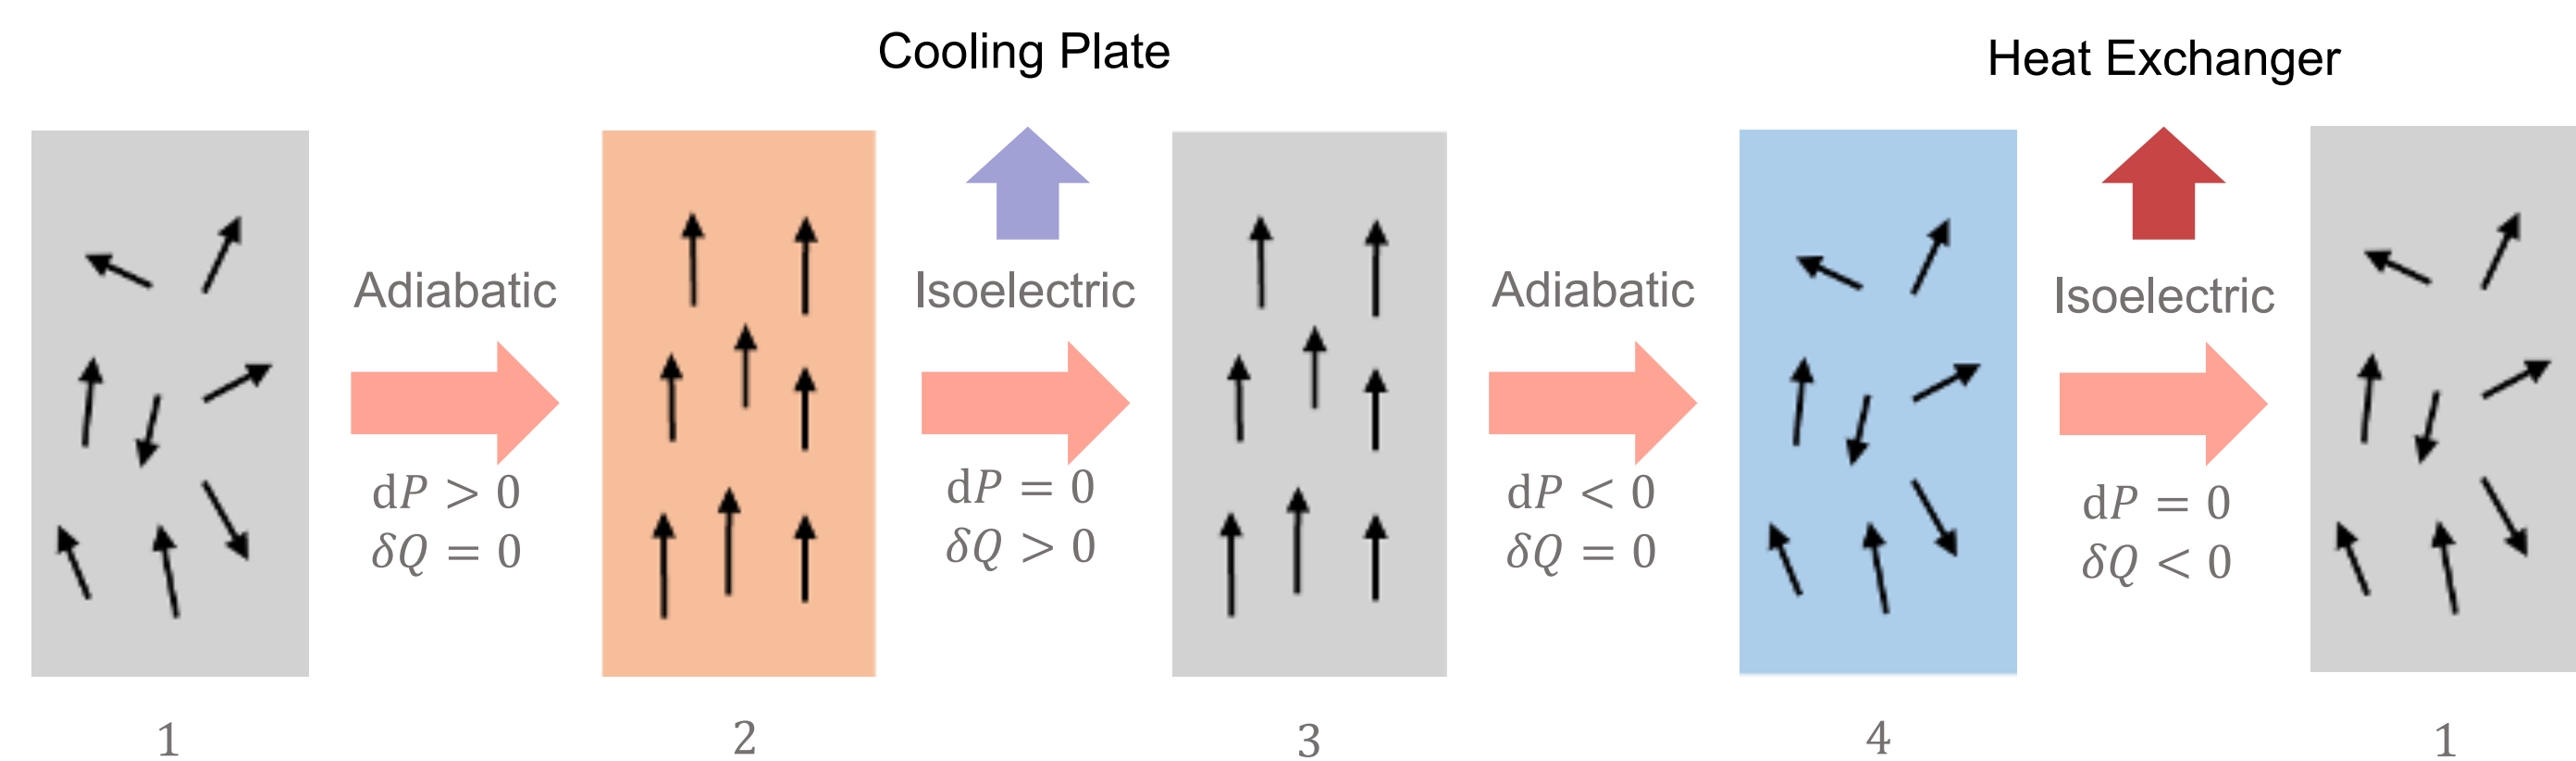 Cooling Plate
Heat Exchanger
Adiabatic
Isoelectric
Adiabatic
Isoelectric
dP > 0
δQ = 0
dP = 0
δQ > 0
dP < 0
δQ = 0
dP = 0
δQ < 0
1
2
3
4
1